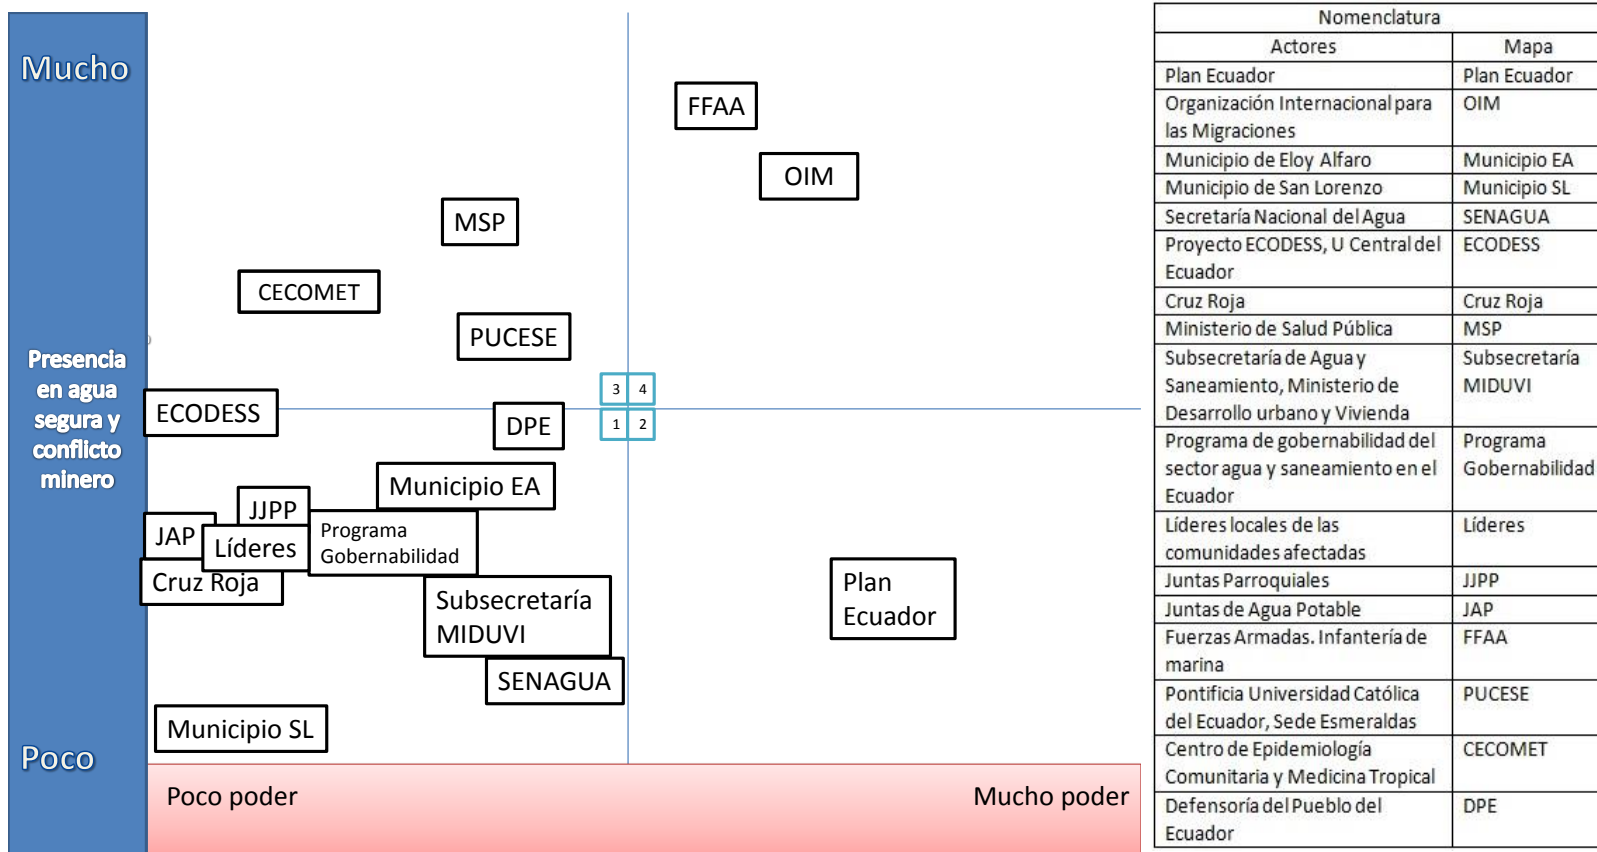 Mucho
FFAA
OIM
MSP
CECOMET
PUCESE
Presencia
en agua
segura y
conflicto
minero
3 4
1 2
ECODESS
DPE
Municipio EA
JJPP
Programa
Gobernabilidad
JAP
Líderes
Cruz Roja
Subsecretaría
MIDUVI
Plan
Ecuador
SENAGUA
Municipio SL
Poco
Poco poder
Mucho poder
Nomenclatura
Actores Mapa
Plan Ecuador Plan Ecuador
Organización Internacional para OIM
las Migraciones
Municipio de Eloy Alfaro Municipio EA
Municipio de San Lorenzo Municipio SL
Secretaría Nacional del Agua SENAGUA
Proyecto ECODESS, U Central del ECODESS
Ecuador
Cruz Roja Cruz Roja
Ministerio de Salud Pública MSP
Subsecretaría de Agua y Subsecretaría
Saneamiento, Ministerio de MIDUVI
Desarrollo urbano y Vivienda
Programa de gobernabilidad del Programa
sector agua y saneamiento en el Gobernabilidad
Ecuador
Líderes locales de las Líderes
comunidades afectadas
Juntas Parroquiales JJPP
Juntas de Agua Potable JAP
Fuerzas Armadas. Infantería de FFAA
marina
Pontificia Universidad Católica PUCESE
del Ecuador, Sede Esmeraldas
Centro de Epidemiología CECOMET
Comunitaria y Medicina Tropical
Defensoría del Pueblo del DPE
Ecuador